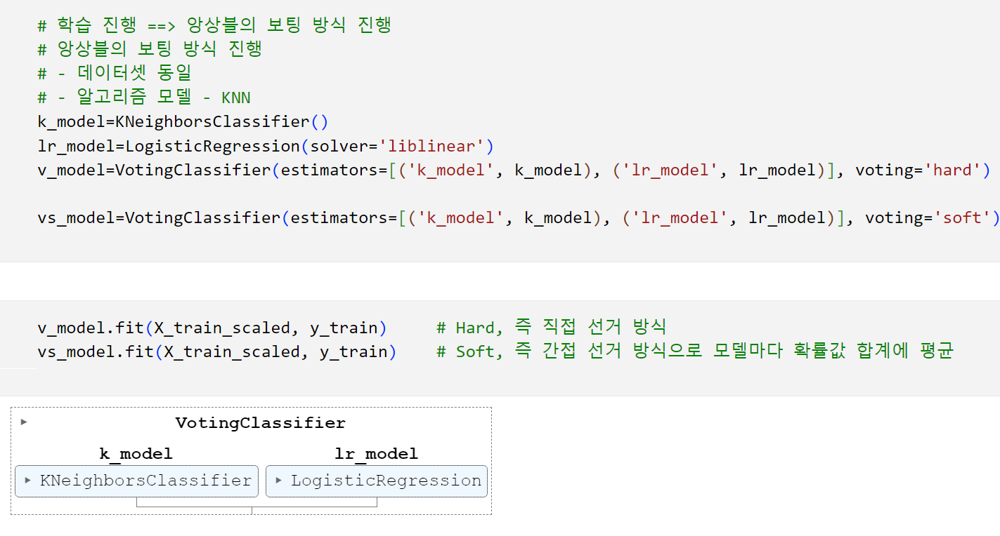 # 학습 진행 ==> 앙상블의 보팅 방식 진행
# 앙상블의 보팅 방식 진행
# - 데이터셋 동일
# - 알고리즘 모델 - KNN
k_model=KNeighborsClassifier()
lr_model=LogisticRegression(solver='liblinear')
v_model=VotingClassifier(estimators=[('k_model', k_model), ('lr_model', lr_model)], voting='hard')
vs_model=VotingClassifier(estimators=[('k_model', k_model), ('lr_model', lr_model)], voting='soft')
v_model.fit(X_train_scaled, y_train)     # Hard, 즉 직접 선거 방식
vs_model.fit(X_train_scaled, y_train)    # Soft, 즉 간접 선거 방식으로 모델마다 확률값 합계에 평균
VotingClassifier
k_model lr_model
KNeighborsClassifier LogisticRegression